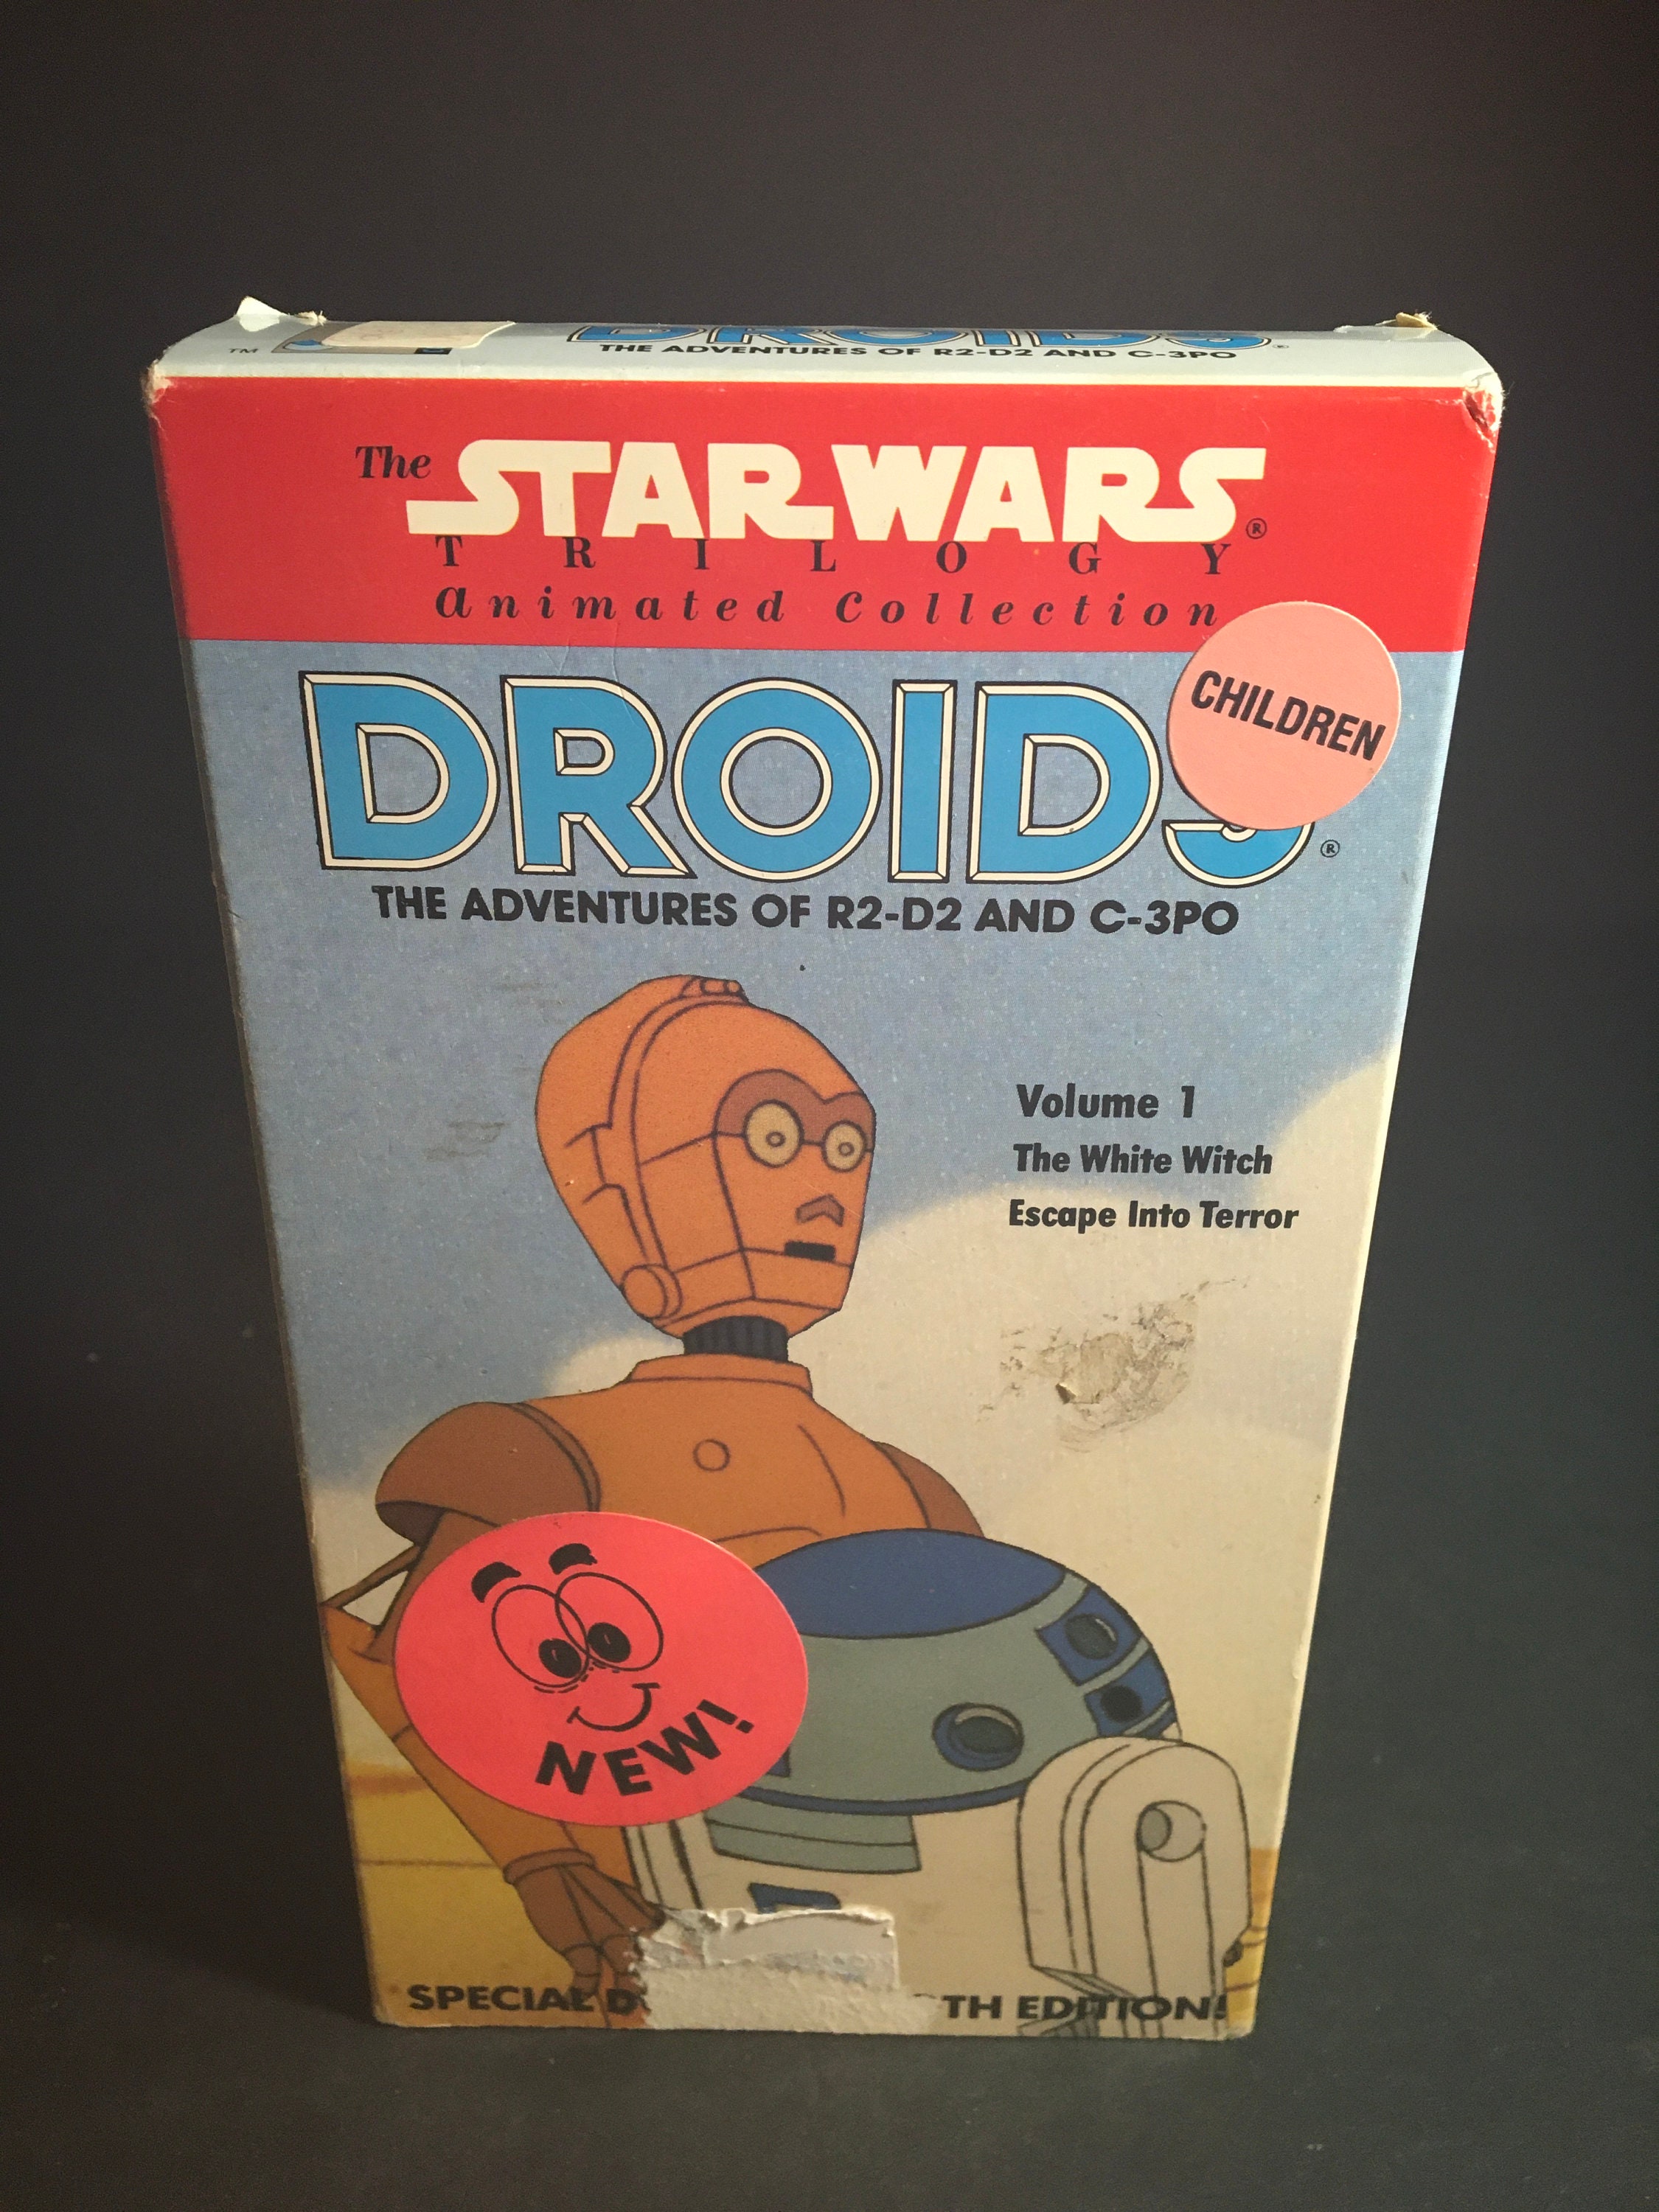 TM DROIDS ®
THE ADVENTURES OF R2-D2 AND C-3PO
The STAR WARS ®
TRILOGY
Animated Collection
CHILDREN
DROIDS ®
THE ADVENTURES OF R2-D2 AND C-3PO
Volume 1
The White Witch
Escape Into Terror
NEW!
SPECIAL D TH EDITION!